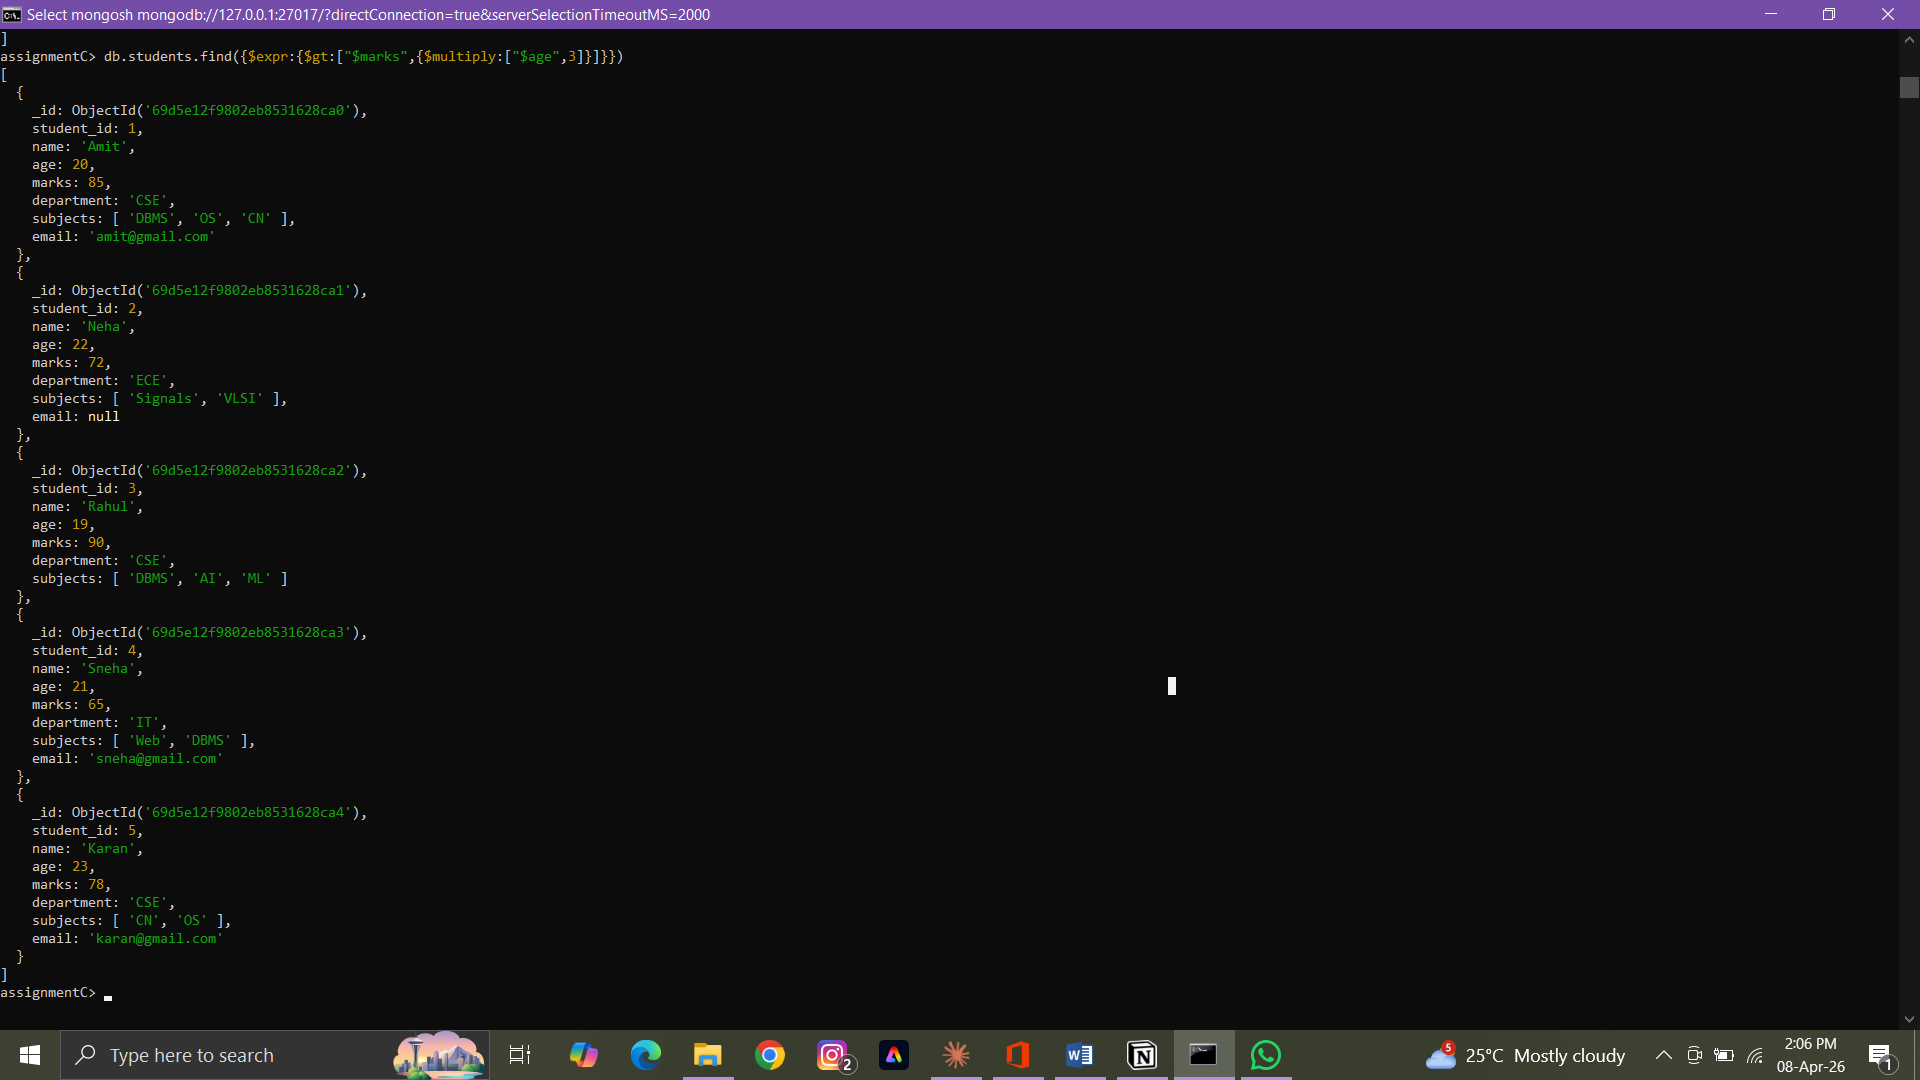 Select mongosh mongodb://127.0.0.1:27017/?directConnection=true&serverSelectionTimeoutMS=2000
]
assignmentC> db.students.find({$expr:{$gt:["$marks",{$multiply:["$age",3]}]}})
[
  {
    _id: ObjectId('69d5e12f9802eb8531628ca0'),
    student_id: 1,
    name: 'Amit',
    age: 20,
    marks: 85,
    department: 'CSE',
    subjects: [ 'DBMS', 'OS', 'CN' ],
    email: 'amit@gmail.com'
  },
  {
    _id: ObjectId('69d5e12f9802eb8531628ca1'),
    student_id: 2,
    name: 'Neha',
    age: 22,
    marks: 72,
    department: 'ECE',
    subjects: [ 'Signals', 'VLSI' ],
    email: null
  },
  {
    _id: ObjectId('69d5e12f9802eb8531628ca2'),
    student_id: 3,
    name: 'Rahul',
    age: 19,
    marks: 90,
    department: 'CSE',
    subjects: [ 'DBMS', 'AI', 'ML' ]
  },
  {
    _id: ObjectId('69d5e12f9802eb8531628ca3'),
    student_id: 4,
    name: 'Sneha',
    age: 21,
    marks: 65,
    department: 'IT',
    subjects: [ 'Web', 'DBMS' ],
    email: 'sneha@gmail.com'
  },
  {
    _id: ObjectId('69d5e12f9802eb8531628ca4'),
    student_id: 5,
    name: 'Karan',
    age: 23,
    marks: 78,
    department: 'CSE',
    subjects: [ 'CN', 'OS' ],
    email: 'karan@gmail.com'
  }
]
assignmentC>
Type here to search
2
5
25°C Mostly cloudy
2:06 PM
08-Apr-26
1